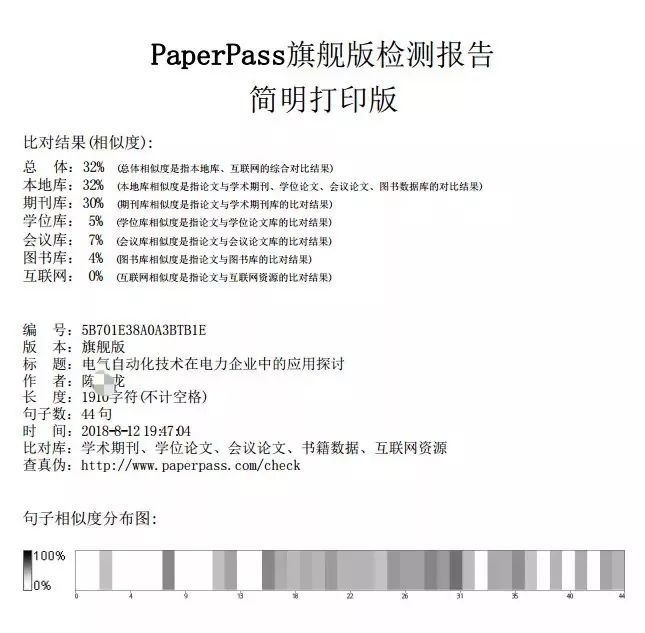 PaperPass旗舰版检测报告
简明打印版
比对结果(相似度):
总 体: 32% (总体相似度是指本地库、互联网的综合对比结果)
本地库: 32% (本地库相似度是指论文与学术期刊、学位论文、会议论文、图书数据库的对比结果)
期刊库: 30% (期刊库相似度是指论文与学术期刊库的比对结果)
学位库: 5% (学位库相似度是指论文与学位论文库的比对结果)
会议库: 7% (会议库相似度是指论文与会议论文库的比对结果)
图书库: 4% (图书库相似度是指论文与图书库的比对结果)
互联网: 0% (互联网相似度是指论文与互联网资源的比对结果)
编 号: 5B701E38A0A3BTB1E
版 本: 旗舰版
标 题: 电气自动化技术在电力企业中的应用探讨
作 者: 陈 龙
长 度: 1910字符(不计空格)
句子数: 44句
时 间: 2018-8-12 19:47:04
比对库: 学术期刊、学位论文、会议论文、书籍数据、互联网资源
查真伪: http://www.paperpass.com/check
句子相似度分布图:
100%
0%
0 4 9 13 18 22 26 31 35 40 44